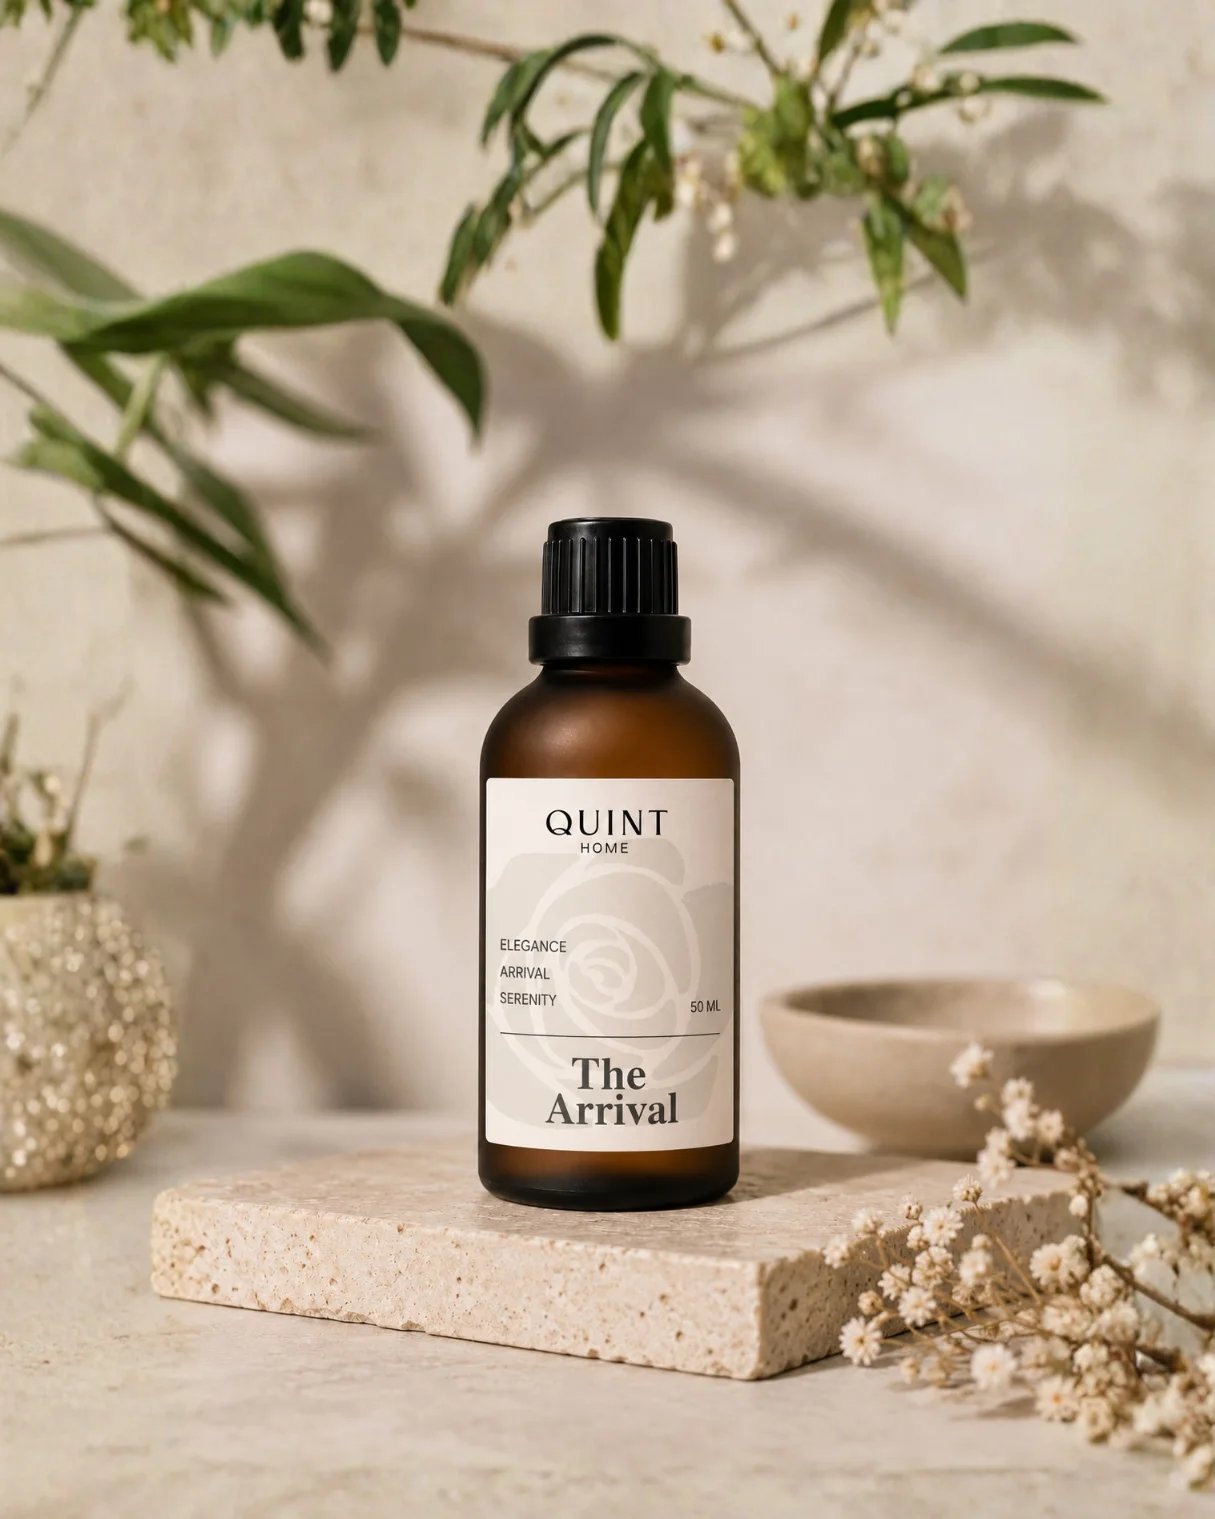 QUINT
HOME
ELEGANCE
ARRIVAL
SERENITY
50 ML
The
Arrival